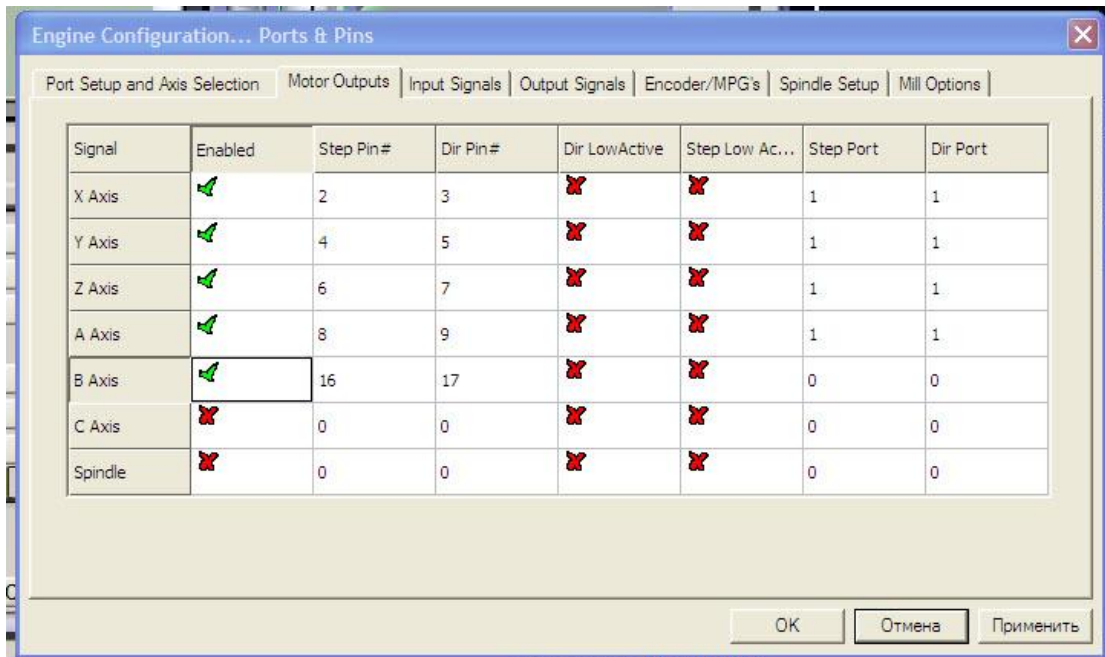 Engine Configuration... Ports & Pins
Port Setup and Axis Selection Motor Outputs Input Signals Output Signals Encoder/MPG's Spindle Setup Mill Options
Signal Enabled Step Pin# Dir Pin# Dir LowActive Step Low Ac... Step Port Dir Port
X Axis 2 3 1 1
Y Axis 4 5 1 1
Z Axis 6 7 1 1
A Axis 8 9 1 1
B Axis 16 17 0 0
C Axis 0 0 0 0
Spindle 0 0 0 0
OK Отмена Применить